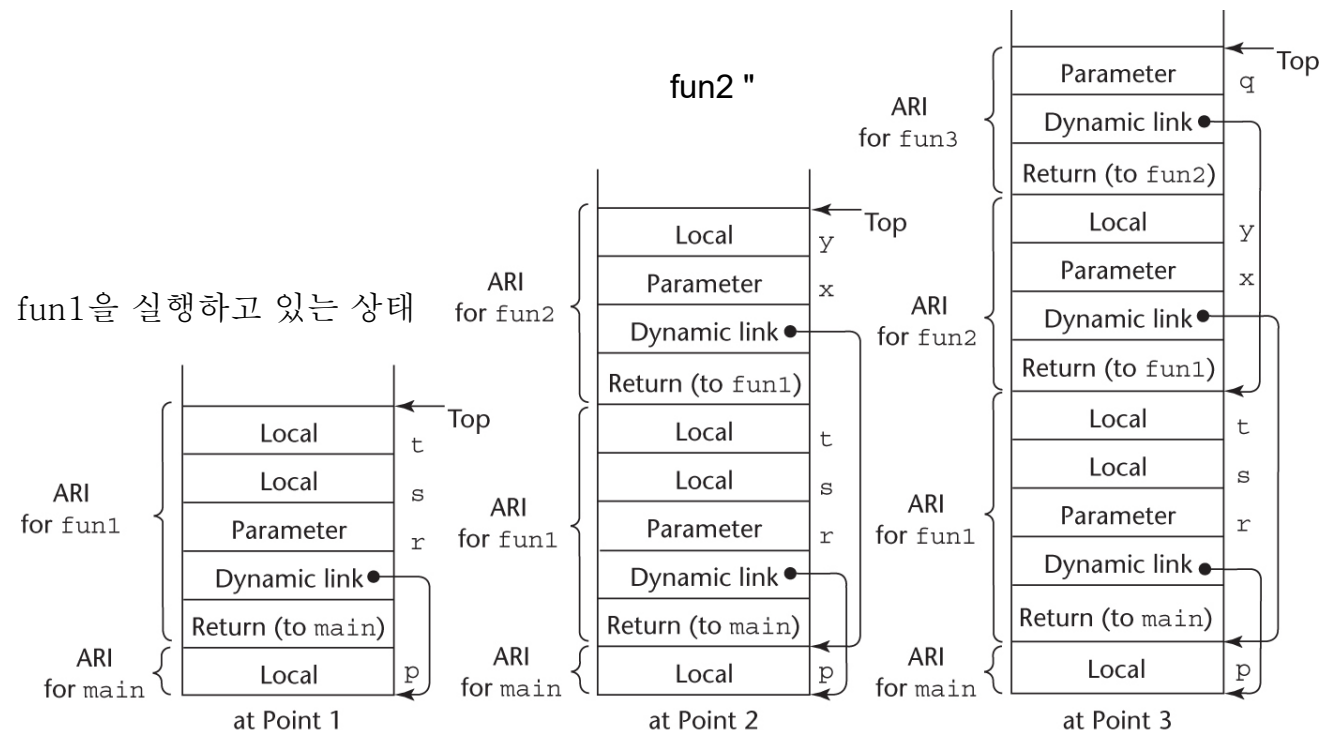 fun1을 실행하고 있는 상태
Top
Local
t
Local
s
ARI
for fun1
Parameter
r
Dynamic link
Return (to main)
ARI
for main
Local
p
at Point 1
fun2 "
Top
Local
y
ARI
for fun2
Parameter
x
Dynamic link
Return (to fun1)
Local
t
Local
s
ARI
for fun1
Parameter
r
Dynamic link
Return (to main)
ARI
for main
Local
p
at Point 2
Top
Parameter
q
ARI
for fun3
Dynamic link
Return (to fun2)
Local
y
Parameter
x
ARI
for fun2
Dynamic link
Return (to fun1)
Local
t
Local
s
ARI
for fun1
Parameter
r
Dynamic link
Return (to main)
ARI
for main
Local
p
at Point 3